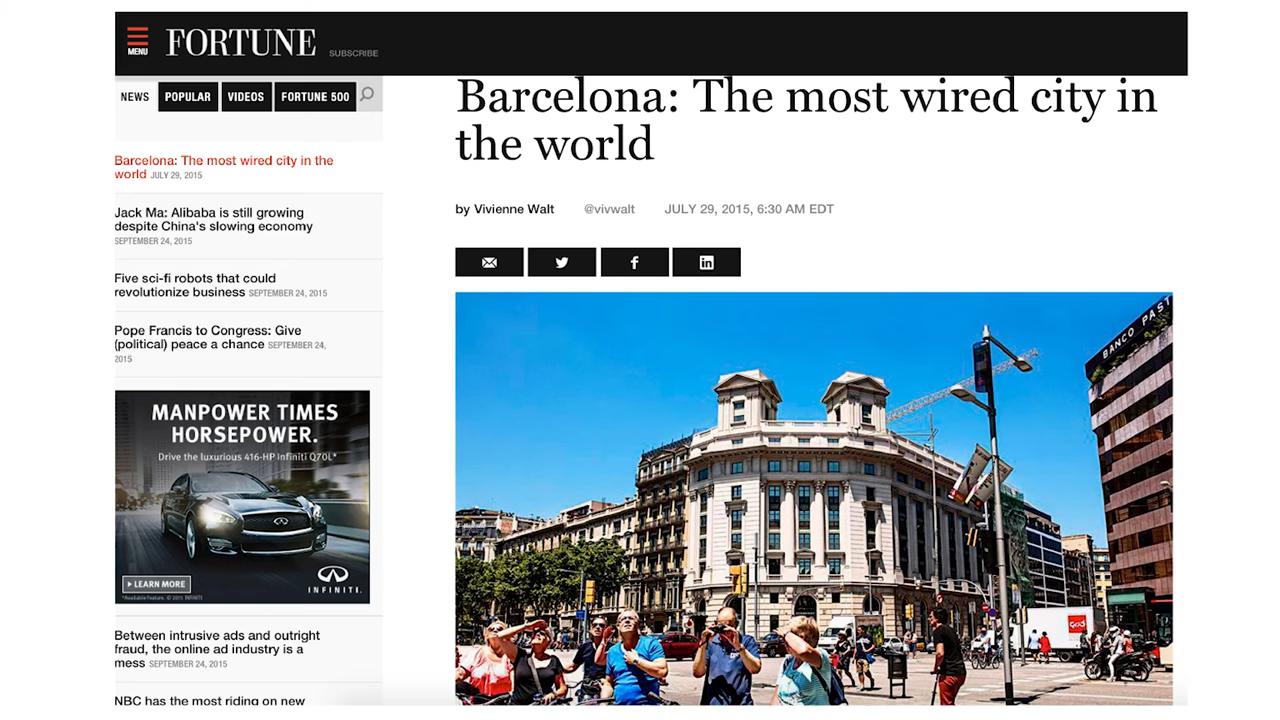 MENU
FORTUNE
SUBSCRIBE
NEWS
POPULAR
VIDEOS
FORTUNE 500
Barcelona: The most wired city in
the world
by Vivienne Walt
@vivwalt
JULY 29, 2015, 6:30 AM EDT
Barcelona: The most wired city in the
world JULY 29, 2015
Jack Ma: Alibaba is still growing
despite China's slowing economy
SEPTEMBER 24, 2015
Five sci-fi robots that could
revolutionize business SEPTEMBER 24, 2015
Pope Francis to Congress: Give
(political) peace a chance SEPTEMBER 24,
2015
MANPOWER TIMES
HORSEPOWER.
Drive the luxurious 416-HP Infiniti Q70L*
LEARN MORE
*Available Feature. © 2015 INFINITI
INFINITI.
Between intrusive ads and outright
fraud, the online ad industry is a
mess SEPTEMBER 24, 2015
NBC has the most riding on new
BANCO PAST